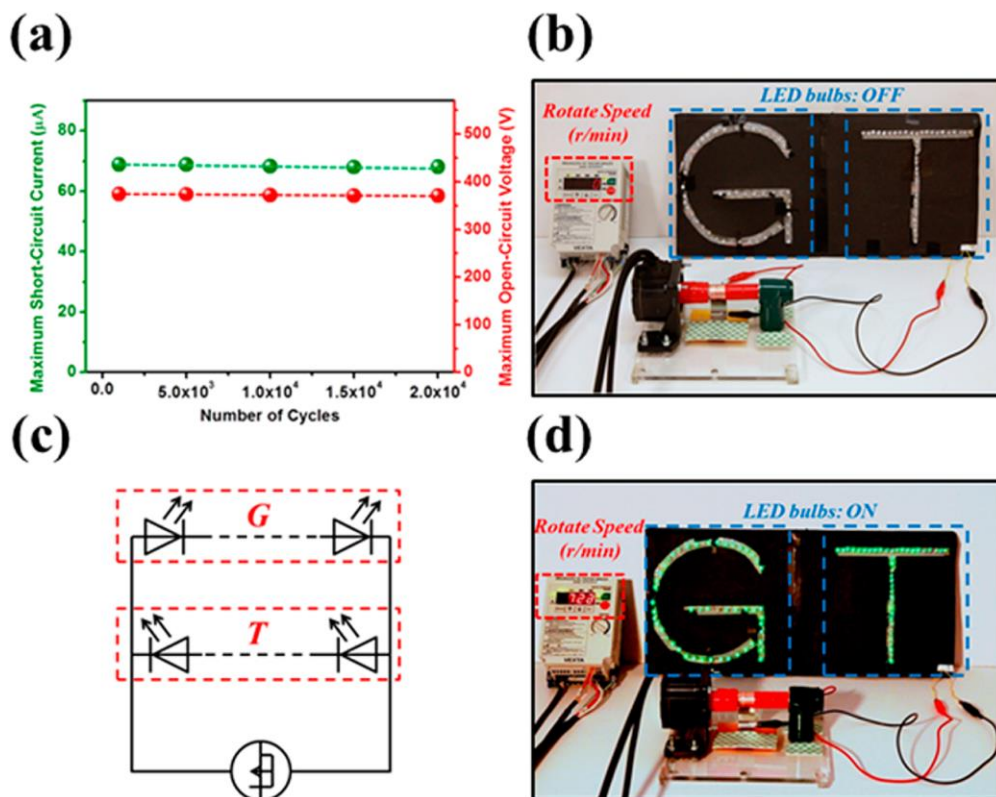 (a)
80
60
40
20
0
Maximum Short-Circuit Current (μA)
500
400
300
200
100
0
Maximum Open-Circuit Voltage (V)
0.0 5.0x10³ 1.0x10⁴ 1.5x10⁴ 2.0x10⁴
Number of Cycles
(b)
LED bulbs: OFF
Rotate Speed
(r/min)
G T
VEXTA
(c)
G
T
(d)
LED bulbs: ON
Rotate Speed
(r/min)
G T
VEXTA